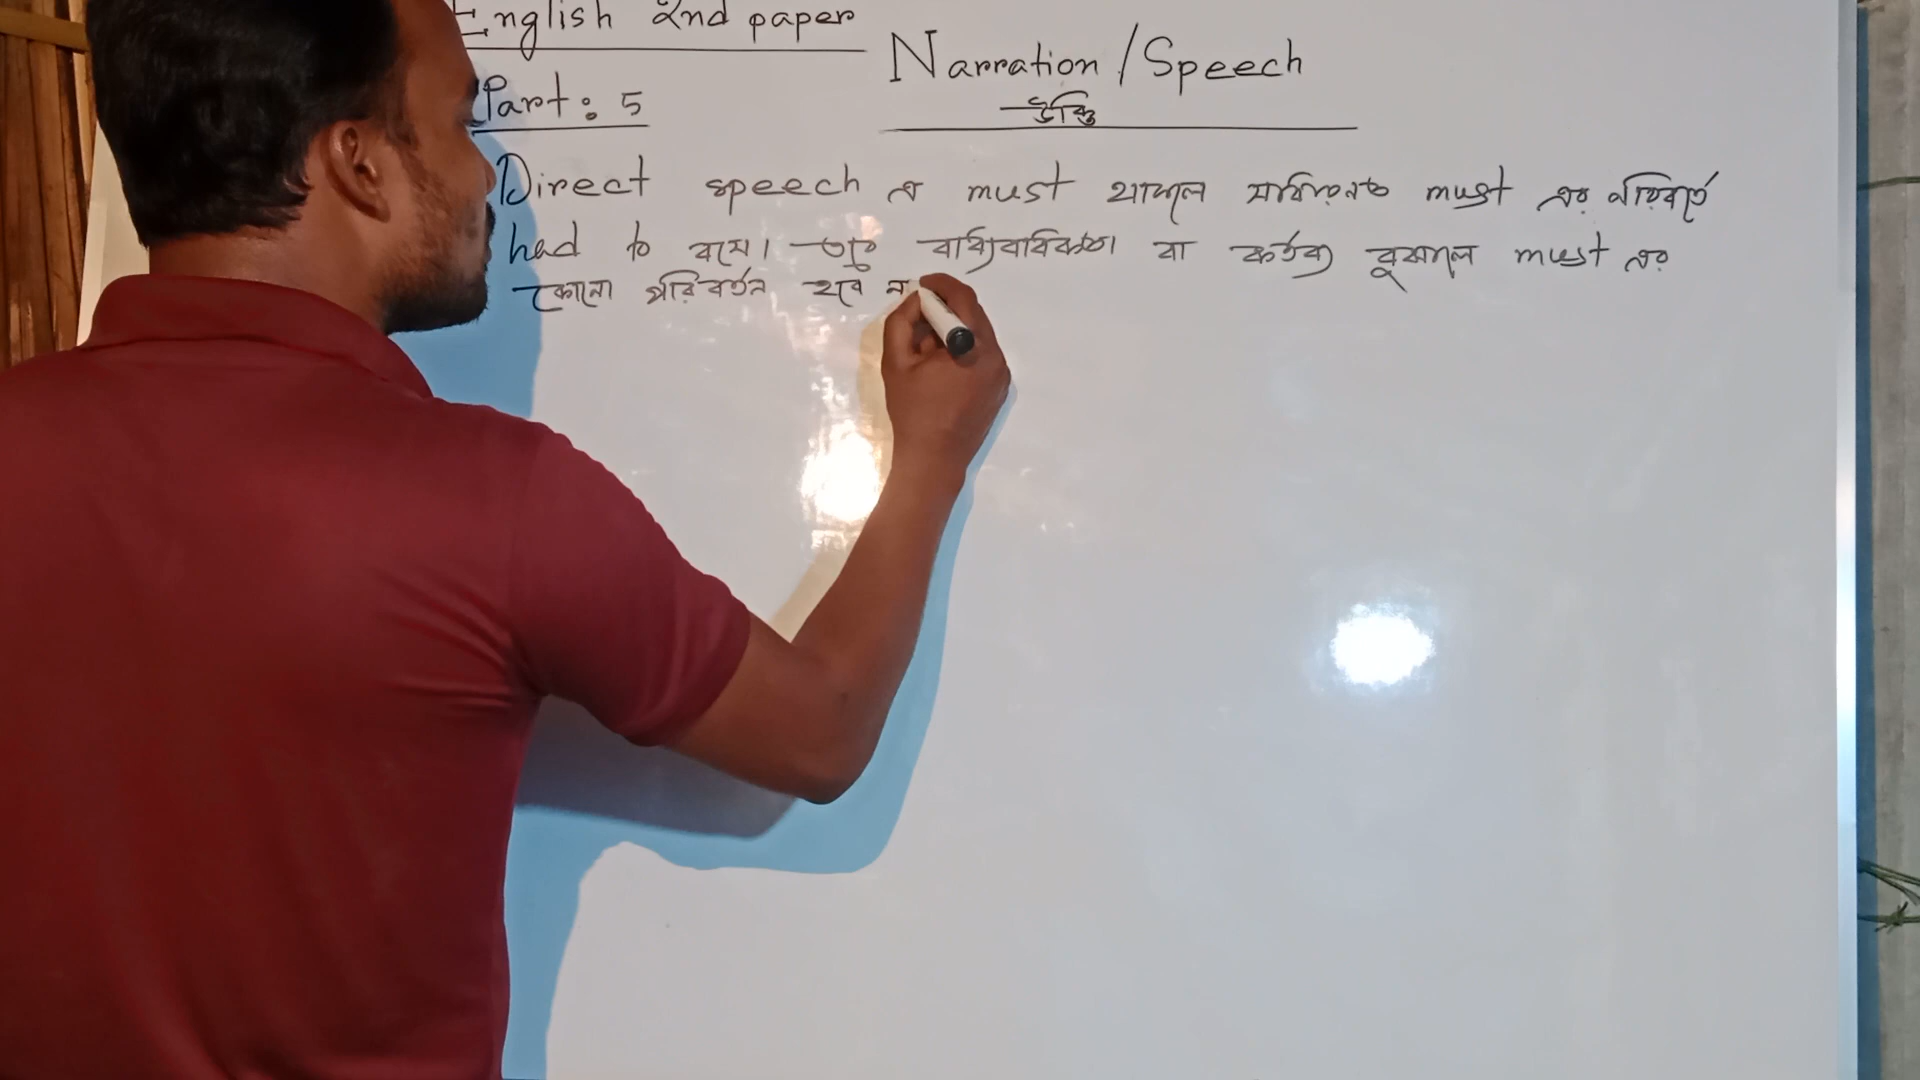 English 2nd paper
Narration / Speech
Part: 5
উক্তি
Direct speech এ must থাকলে সাধারণত must এর পরিবর্তে
had to বসে। তবে বাধ্যবাধকতা বা কর্তব্য বুঝালে must এর
কোনো পরিবর্তন হবে ন